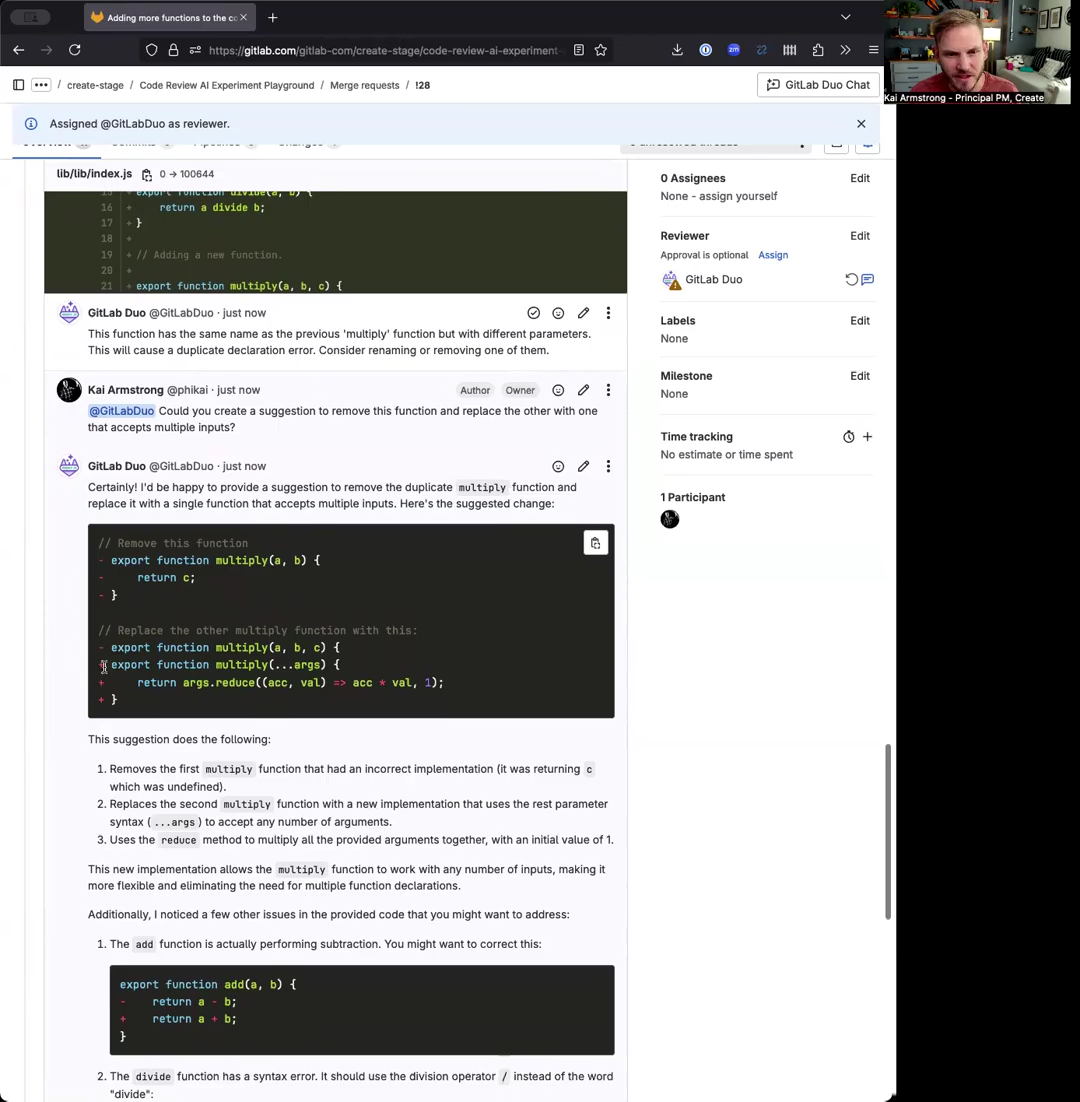 Adding more functions to the cc
https://gitlab.com/gitlab-com/create-stage/code-review-ai-experiment-
zm
Kai Armstrong - Principal PM, Create
create-stage / Code Review AI Experiment Playground / Merge requests / !28
GitLab Duo Chat
Assigned @GitLabDuo as reviewer.
lib/lib/index.js 0 → 100644
15 + export function divide(a, b) {
16 + return a divide b;
17 + }
18 +
19 + // Adding a new function.
20 +
21 + export function multiply(a, b, c) {
GitLab Duo @GitLabDuo · just now
This function has the same name as the previous 'multiply' function but with different parameters.
This will cause a duplicate declaration error. Consider renaming or removing one of them.
Kai Armstrong @phikai · just now Author Owner
@GitLabDuo Could you create a suggestion to remove this function and replace the other with one
that accepts multiple inputs?
GitLab Duo @GitLabDuo · just now
Certainly! I'd be happy to provide a suggestion to remove the duplicate multiply function and
replace it with a single function that accepts multiple inputs. Here's the suggested change:
// Remove this function
- export function multiply(a, b) {
- return c;
- }
// Replace the other multiply function with this:
- export function multiply(a, b, c) {
+ export function multiply(...args) {
+ return args.reduce((acc, val) => acc * val, 1);
+ }
This suggestion does the following:
1. Removes the first multiply function that had an incorrect implementation (it was returning c
which was undefined).
2. Replaces the second multiply function with a new implementation that uses the rest parameter
syntax ( ...args ) to accept any number of arguments.
3. Uses the reduce method to multiply all the provided arguments together, with an initial value of 1.
This new implementation allows the multiply function to work with any number of inputs, making it
more flexible and eliminating the need for multiple function declarations.
Additionally, I noticed a few other issues in the provided code that you might want to address:
1. The add function is actually performing subtraction. You might want to correct this:
export function add(a, b) {
- return a - b;
+ return a + b;
}
2. The divide function has a syntax error. It should use the division operator / instead of the word
"divide":
0 Assignees Edit
None - assign yourself
Reviewer Edit
Approval is optional Assign
GitLab Duo
Labels Edit
None
Milestone Edit
None
Time tracking
No estimate or time spent
1 Participant